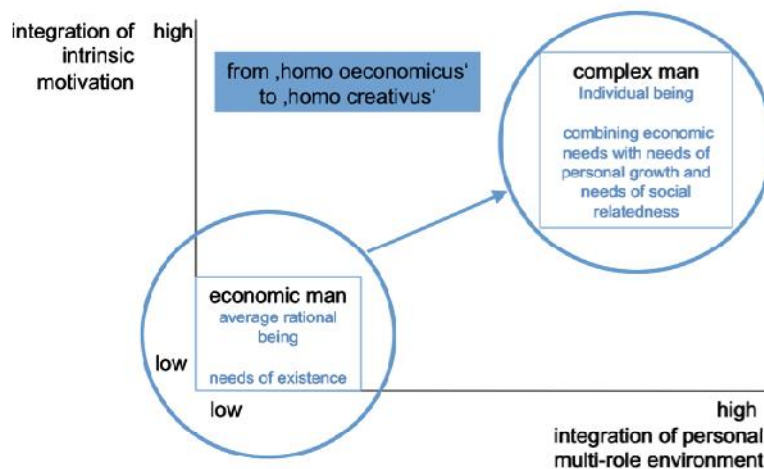 integration of
intrinsic
motivation
high
from ‚homo oeconomicus‘
to ‚homo creativus‘
complex man
Individual being
combining economic
needs with needs of
personal growth and
needs of social
relatedness
economic man
average rational
being
needs of existence
low
low
high
integration of personal
multi-role environment